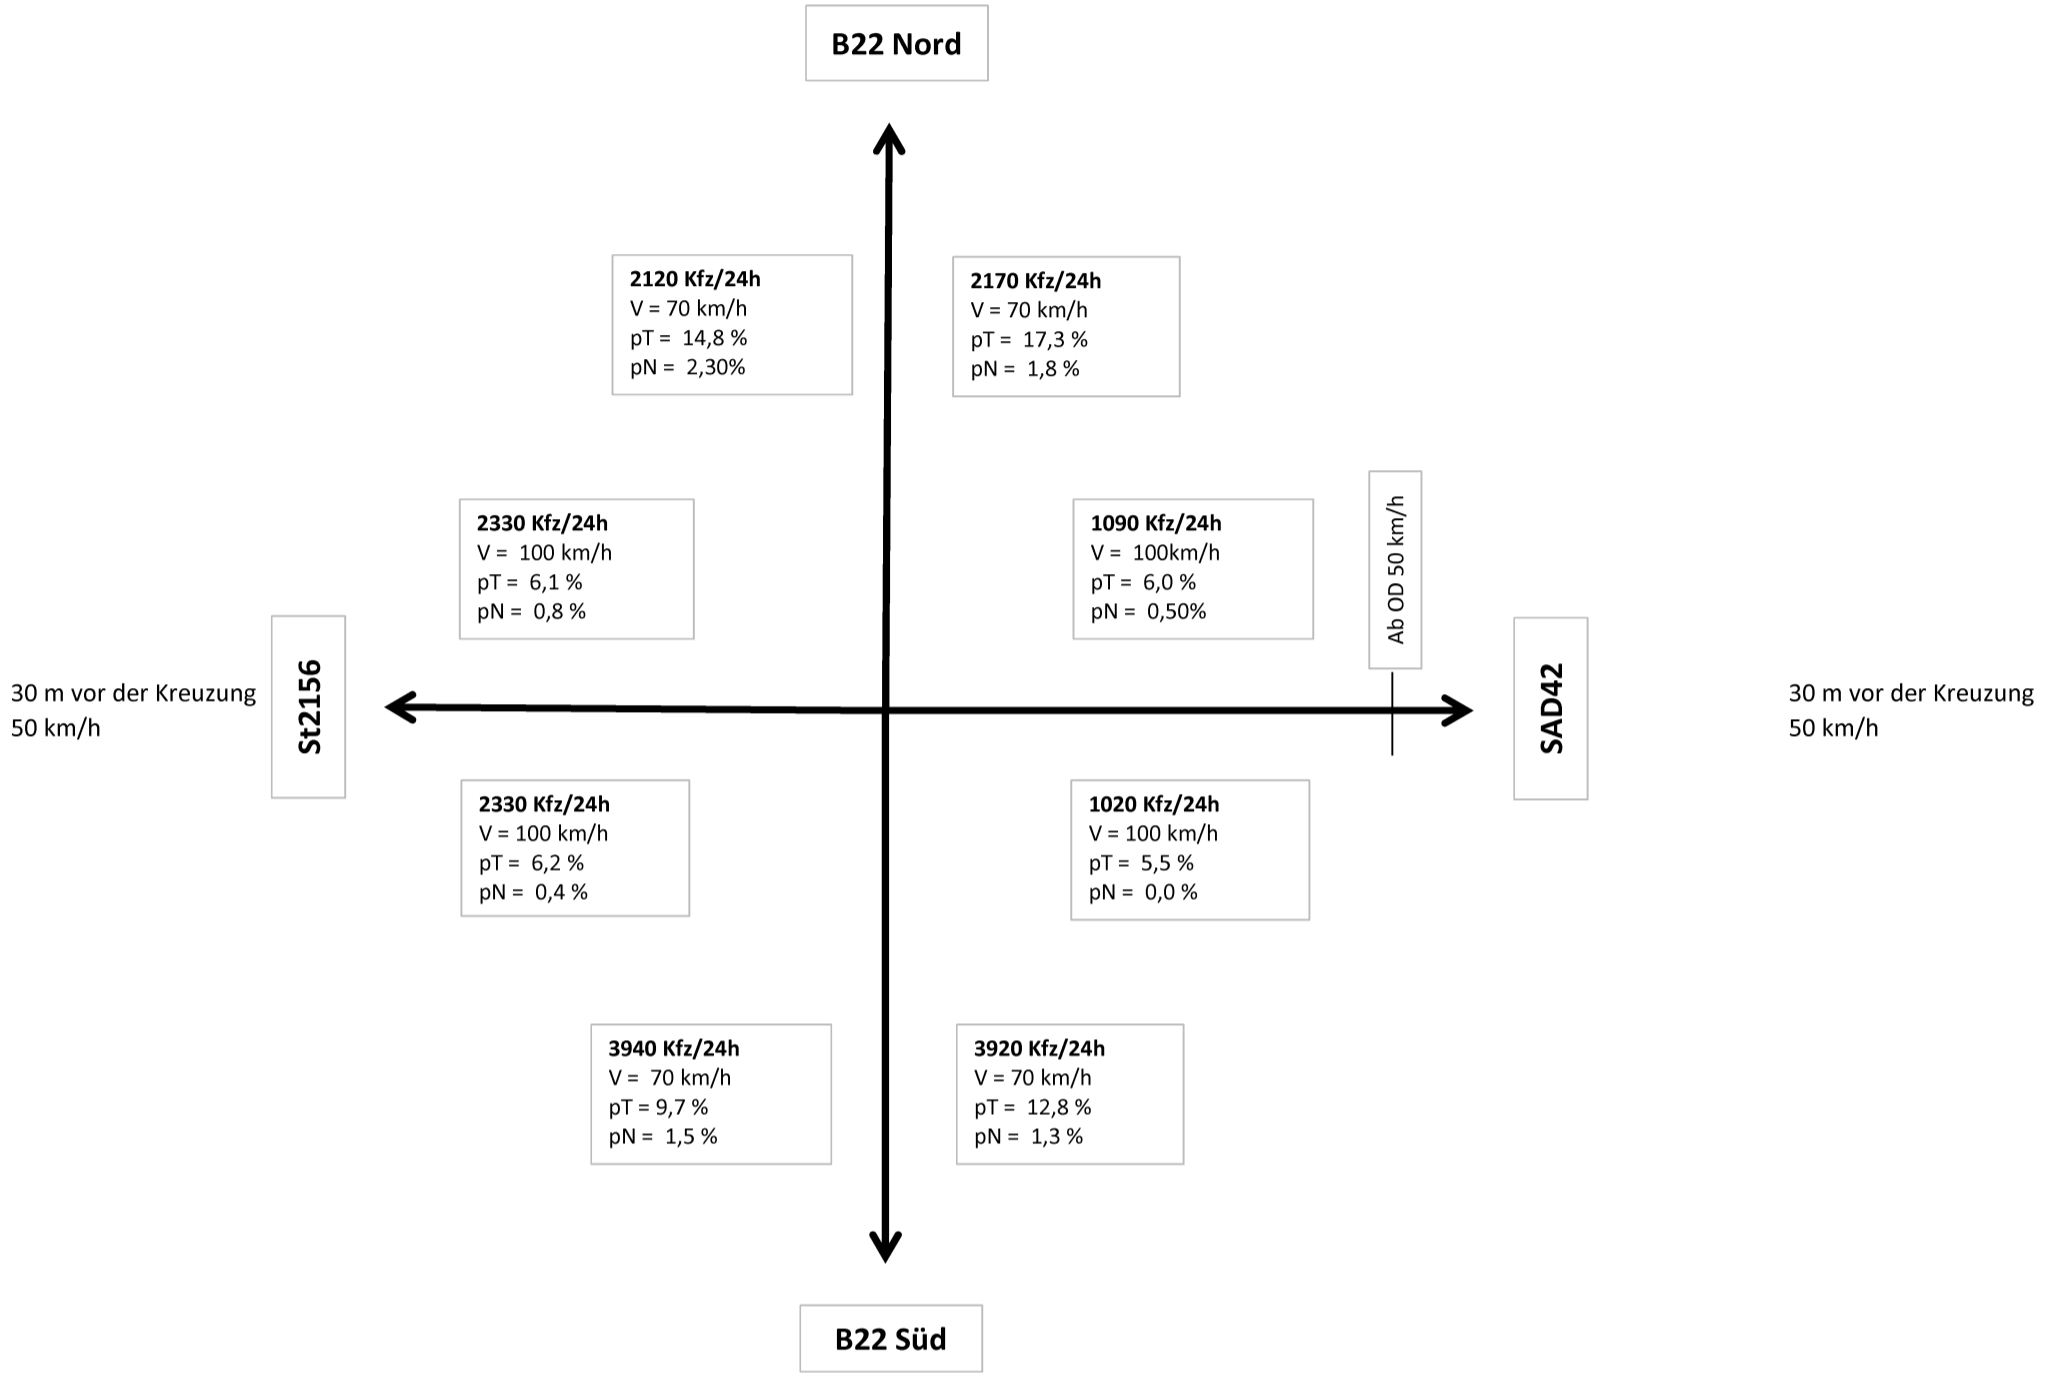 B22 Nord
2120 Kfz/24h
V = 70 km/h
pT =  14,8 %
pN =  2,30%
2170 Kfz/24h
V = 70 km/h
pT =  17,3 %
pN =  1,8 %
2330 Kfz/24h
V =  100 km/h
pT =  6,1 %
pN =  0,8 %
1090 Kfz/24h
V =  100km/h
pT =  6,0 %
pN =  0,50%
Ab OD 50 km/h
30 m vor der Kreuzung
50 km/h
St2156
SAD42
30 m vor der Kreuzung
50 km/h
2330 Kfz/24h
V = 100 km/h
pT =  6,2 %
pN =  0,4 %
1020 Kfz/24h
V = 100 km/h
pT =  5,5 %
pN =  0,0 %
3940 Kfz/24h
V =  70 km/h
pT = 9,7 %
pN =  1,5 %
3920 Kfz/24h
V = 70 km/h
pT =  12,8 %
pN =  1,3 %
B22 Süd